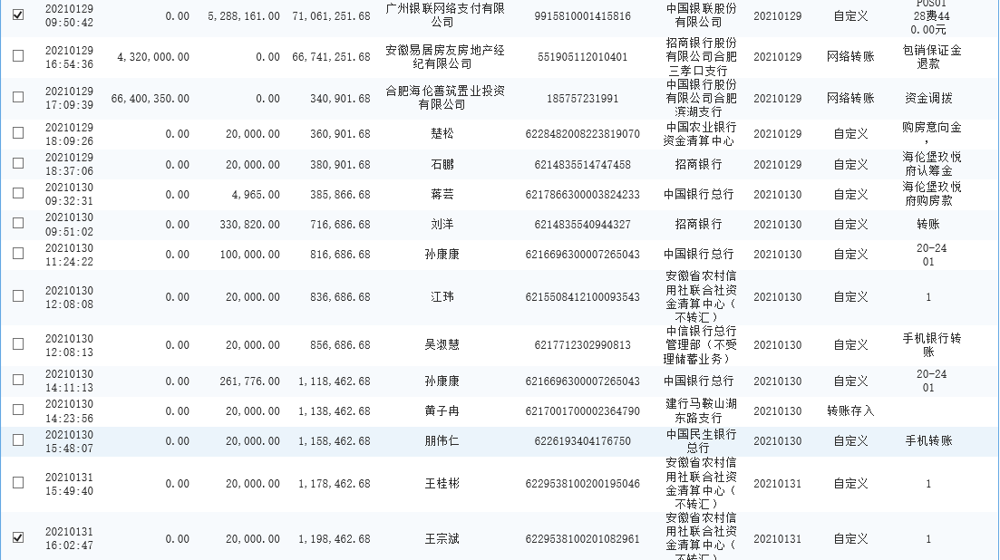 20210129 09:50:42 0.00 5,288,161.00 71,061,251.68 广州银联网络支付有限公司 9915810001415816 中国银联股份有限公司 20210129 自定义 POS0128费440.00元
20210129 16:54:36 4,320,000.00 0.00 66,741,251.68 安徽易居房友房地产经纪有限公司 551905112010401 招商银行股份有限公司合肥三孝口支行 20210129 网络转账 包销保证金退款
20210129 17:09:39 66,400,350.00 0.00 340,901.68 合肥海伦善筑置业投资有限公司 185757231991 中国银行股份有限公司合肥滨湖支行 20210129 网络转账 资金调拨
20210129 18:09:26 0.00 20,000.00 360,901.68 楚松 6228482008223819070 中国农业银行资金清算中心 20210129 自定义 购房意向金,
20210129 18:37:06 0.00 20,000.00 380,901.68 石鹏 6214835514747458 招商银行 20210129 自定义 海伦堡玖悦府认筹金
20210130 09:32:31 0.00 4,965.00 385,866.68 蒋芸 6217866300003824233 中国银行总行 20210130 自定义 海伦堡玖悦府购房款
20210130 09:51:02 0.00 330,820.00 716,686.68 刘洋 6214835540944327 招商银行 20210130 自定义 转账
20210130 11:24:22 0.00 100,000.00 816,686.68 孙康康 6216696300007265043 中国银行总行 20210130 自定义 20-2401
20210130 12:08:08 0.00 20,000.00 836,686.68 江玮 6215508412100093543 安徽省农村信用社联合社资金清算中心（不转汇） 20210130 自定义 1
20210130 12:08:13 0.00 20,000.00 856,686.68 吴淑慧 6217712302990813 中信银行总行管理部（不受理储蓄业务） 20210130 自定义 手机银行转账
20210130 14:11:13 0.00 261,776.00 1,118,462.68 孙康康 6216696300007265043 中国银行总行 20210130 自定义 20-2401
20210130 14:23:56 0.00 20,000.00 1,138,462.68 黄子冉 6217001700002364790 建行马鞍山湖东路支行 20210130 转账存入
20210130 15:48:07 0.00 20,000.00 1,158,462.68 朋伟仁 6226193404176750 中国民生银行总行 20210130 自定义 手机转账
20210131 15:49:40 0.00 20,000.00 1,178,462.68 王桂彬 6229538100200195046 安徽省农村信用社联合社资金清算中心（不转汇） 20210131 自定义 1
20210131 16:02:47 0.00 20,000.00 1,198,462.68 王宗斌 6229538100201082961 安徽省农村信用社联合社资金清算中心（不转汇） 20210131 自定义 1